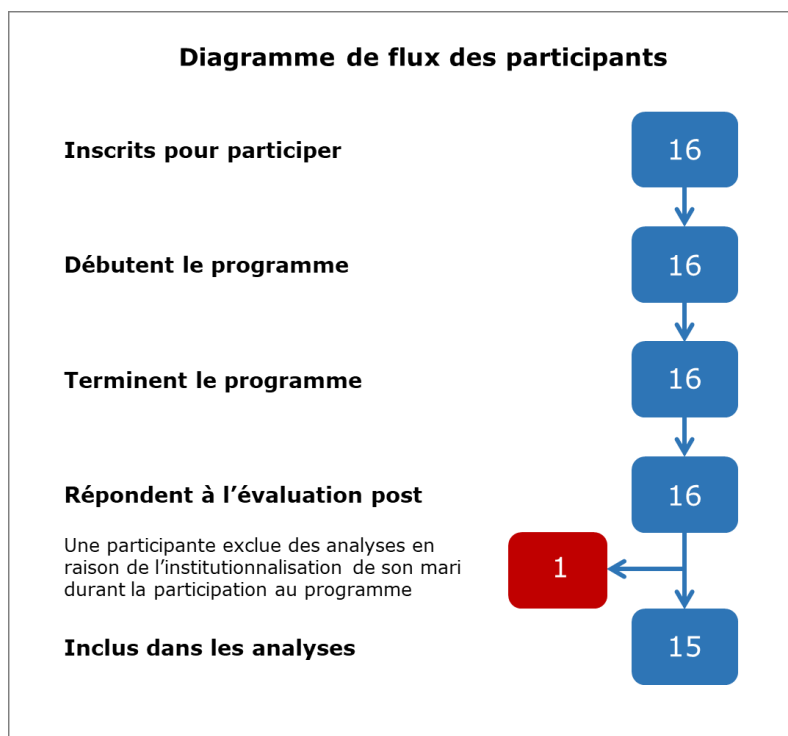 Diagramme de flux des participants
Inscrits pour participer
16
Débutent le programme
16
Terminent le programme
16
Répondent à l’évaluation post
16
Une participante exclue des analyses en
raison de l’institutionnalisation de son mari
durant la participation au programme
1
Inclus dans les analyses
15